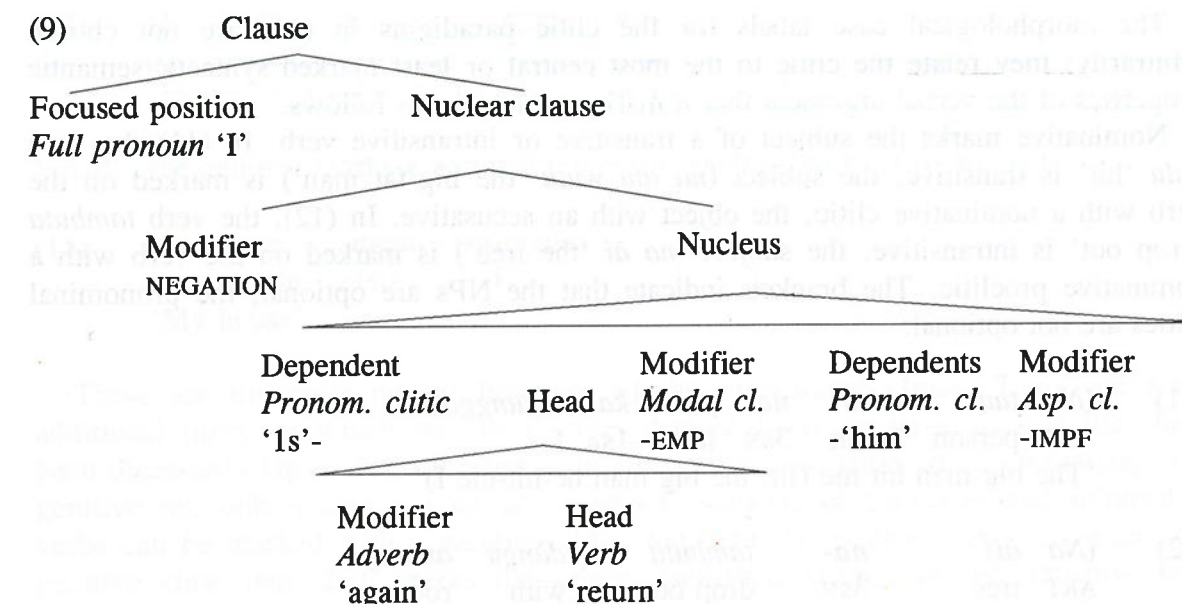 (9) Clause
Focused position Nuclear clause
Full pronoun ‘I’
Modifier Nucleus
NEGATION
Dependent Modifier Dependents Modifier
Pronom. clitic Head Modal cl. Pronom. cl. Asp. cl.
‘1s’- -EMP -‘him’ -IMPF
Modifier Head
Adverb Verb
‘again’ ‘return’